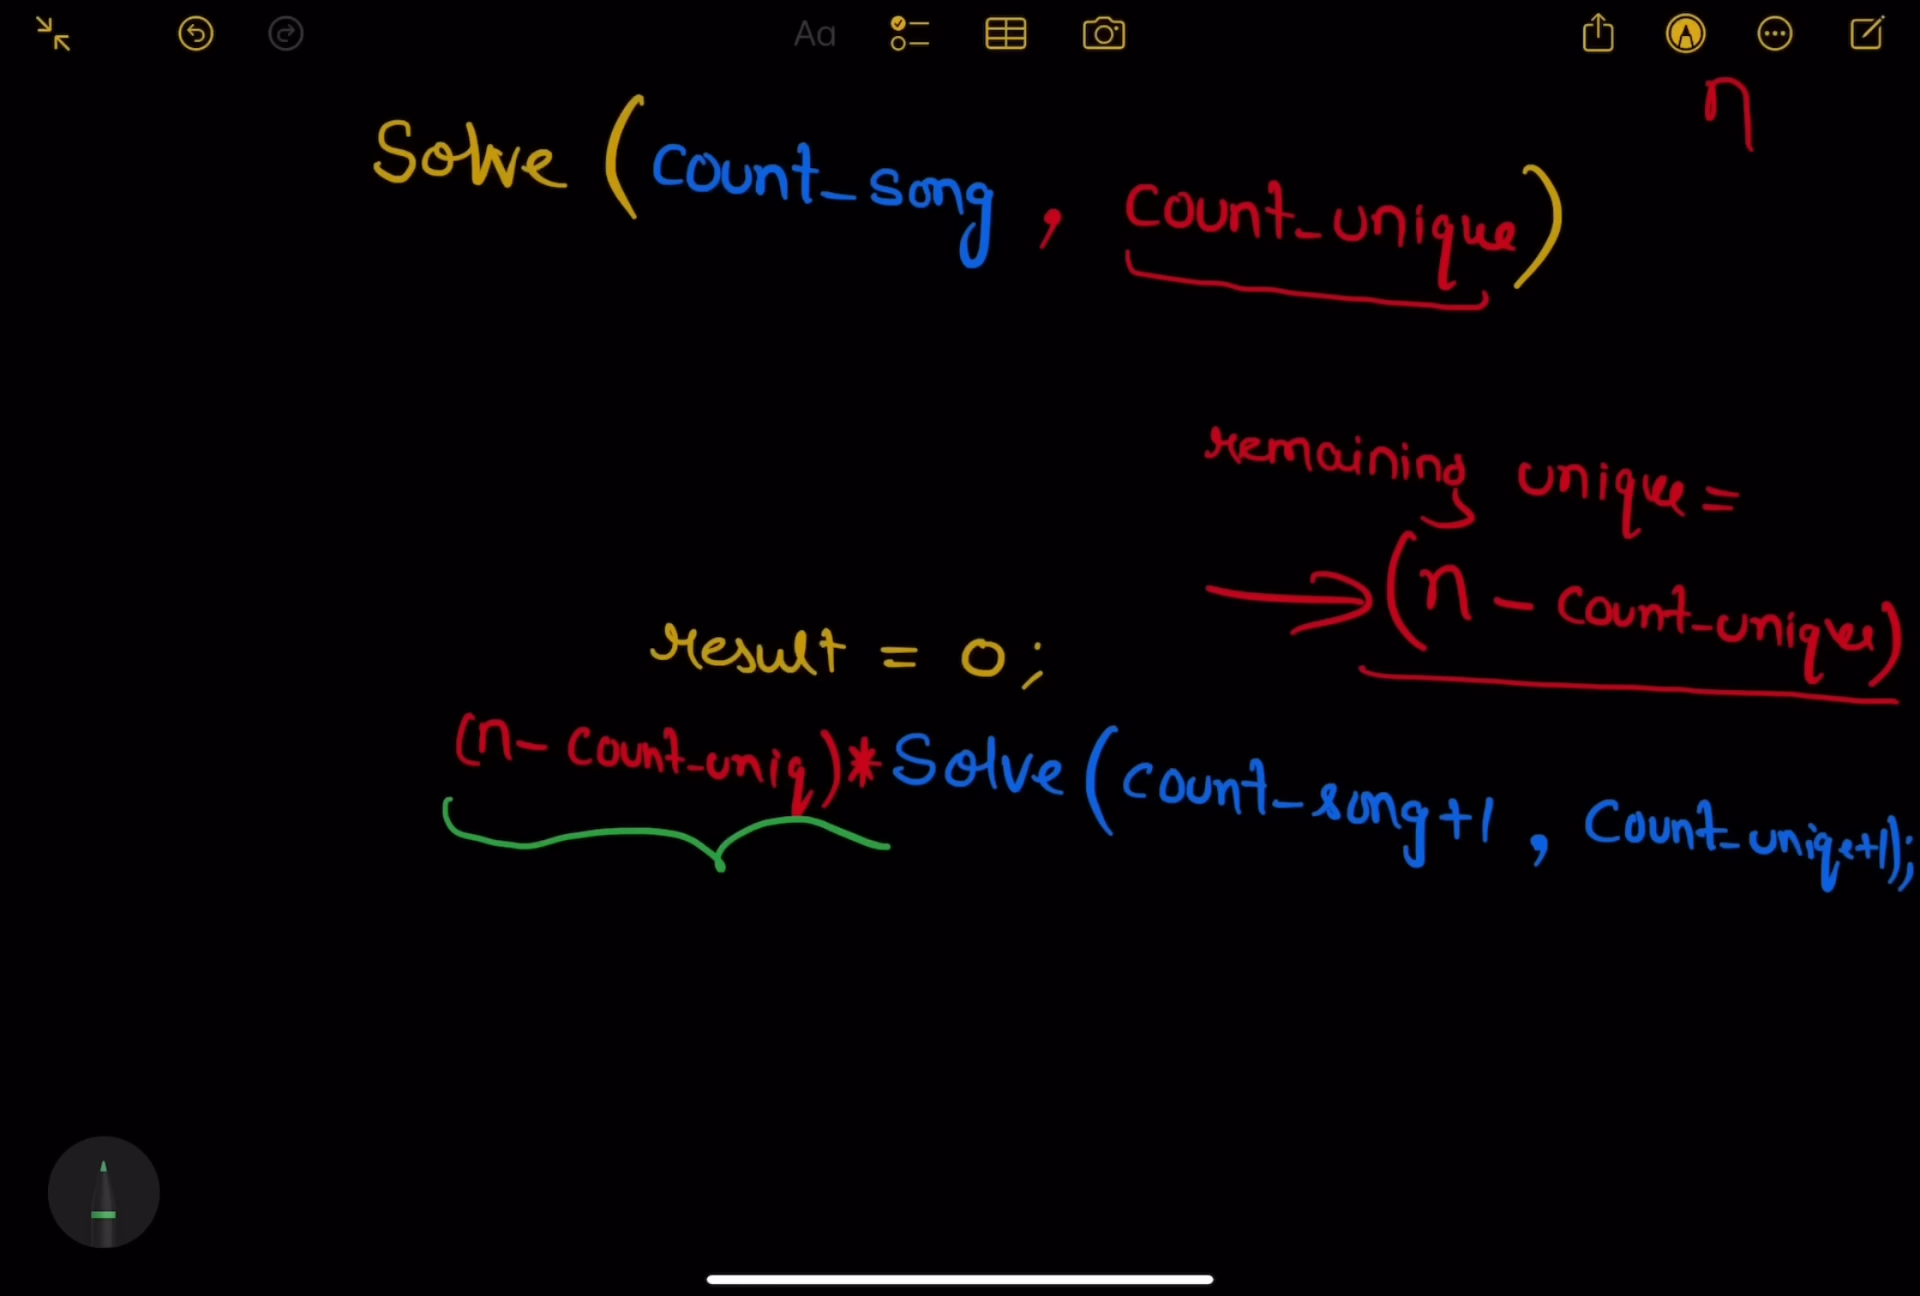 Aa
n
Solve (count_song , count_unique)
remaining unique =
(n - count_unique)
result = 0;
(n - count_uniq) * Solve (count_song+1 , count_unique+1);